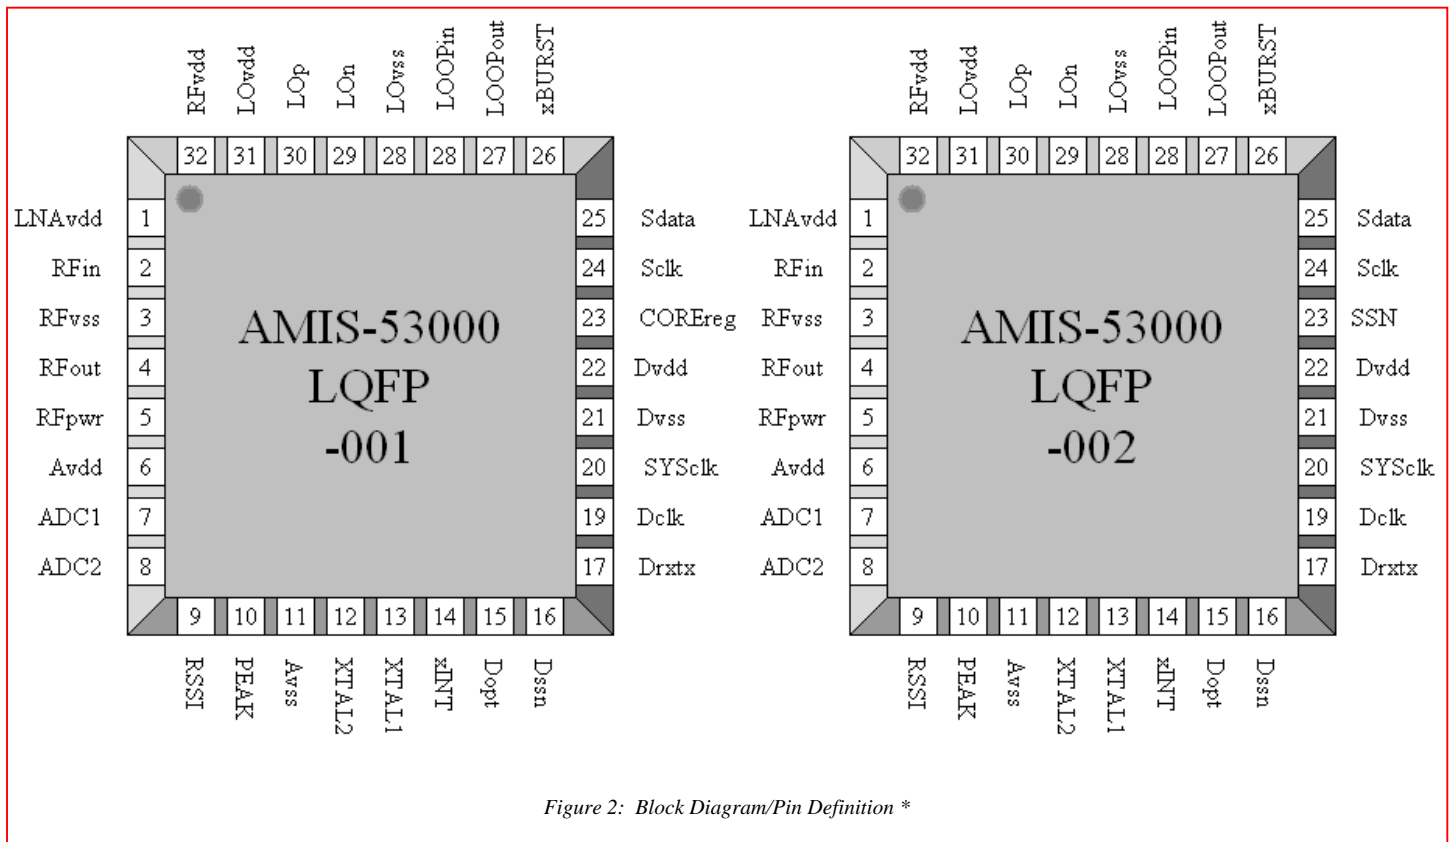 RFvdd LOvdd LOp LOn LOvss LOOPin LOOPout xBURST
32 31 30 29 28 28 27 26
LNAvdd 1
RFin 2
RFvss 3
RFout 4
RFpwr 5
Avdd 6
ADC1 7
ADC2 8
AMIS-53000
LQFP
-001
25 Sdata
24 Sclk
23 COREreg
22 Dvdd
21 Dvss
20 SYSclk
19 Dclk
17 Drxtx
9 10 11 12 13 14 15 16
RSSI PEAK Avss XTAL2 XTAL1 xINT Dopt Dssn
RFvdd LOvdd LOp LOn LOvss LOOPin LOOPout xBURST
32 31 30 29 28 28 27 26
LNAvdd 1
RFin 2
RFvss 3
RFout 4
RFpwr 5
Avdd 6
ADC1 7
ADC2 8
AMIS-53000
LQFP
-002
25 Sdata
24 Sclk
23 SSN
22 Dvdd
21 Dvss
20 SYSclk
19 Dclk
17 Drxtx
9 10 11 12 13 14 15 16
RSSI PEAK Avss XTAL2 XTAL1 xINT Dopt Dssn
Figure 2: Block Diagram/Pin Definition *